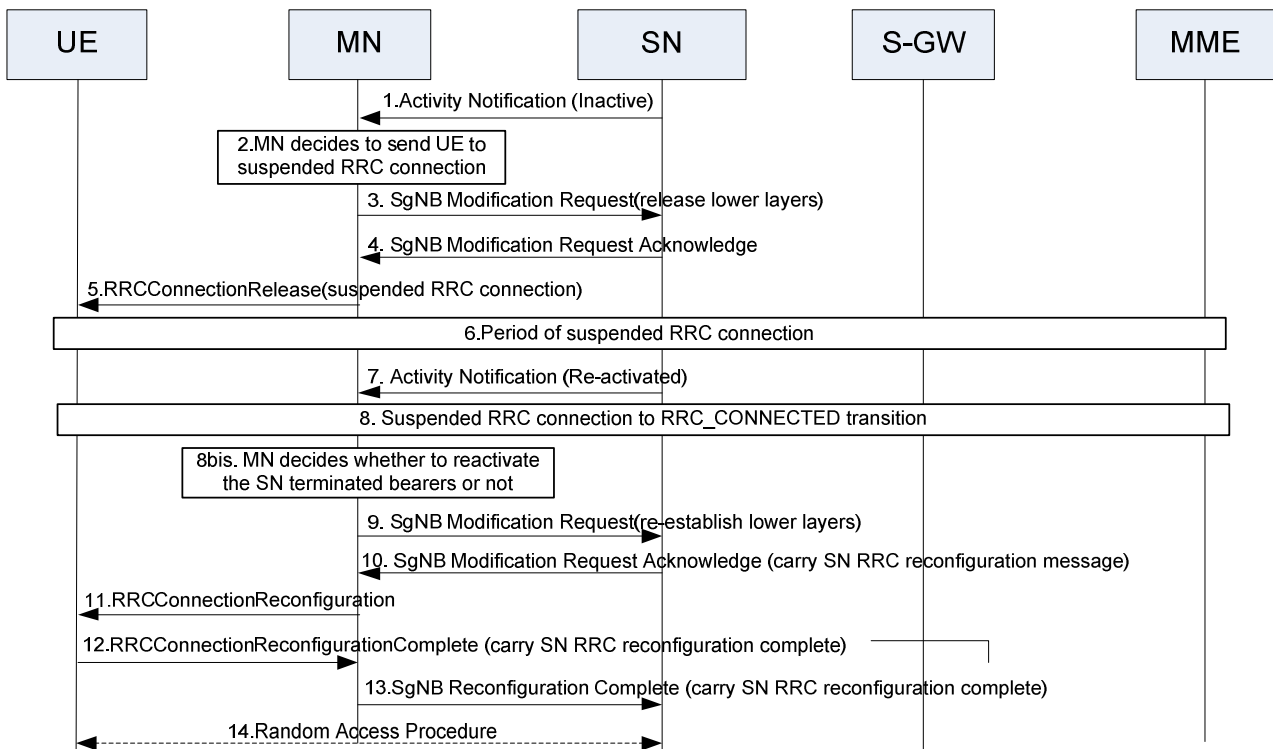 UE
MN
SN
S-GW
MME
1.Activity Notification (Inactive)
2.MN decides to send UE to
suspended RRC connection
3. SgNB Modification Request(release lower layers)
4. SgNB Modification Request Acknowledge
5.RRCConnectionRelease(suspended RRC connection)
6.Period of suspended RRC connection
7. Activity Notification (Re-activated)
8. Suspended RRC connection to RRC_CONNECTED transition
8bis. MN decides whether to reactivate
the SN terminated bearers or not
9. SgNB Modification Request(re-establish lower layers)
10. SgNB Modification Request Acknowledge (carry SN RRC reconfiguration message)
11.RRCConnectionReconfiguration
12.RRCConnectionReconfigurationComplete (carry SN RRC reconfiguration complete)
13.SgNB Reconfiguration Complete (carry SN RRC reconfiguration complete)
14.Random Access Procedure